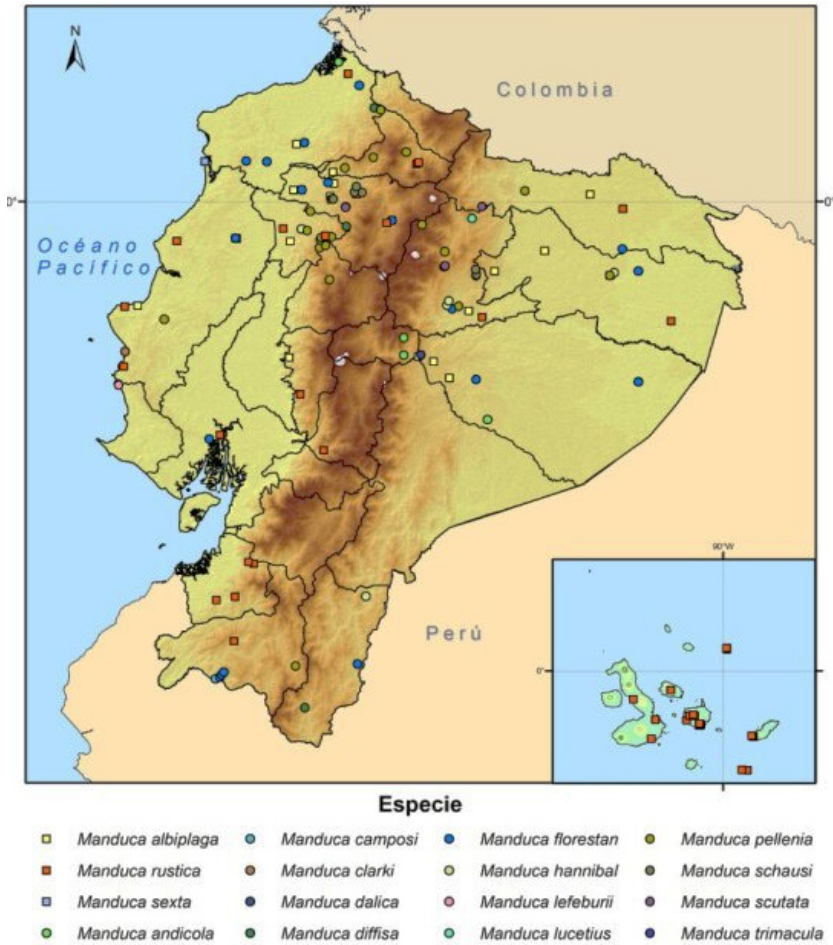 N
Colombia
0°
0°
Océano
Pacífico
90°W
Perú
0°
Especie
Manduca albiplaga
Manduca camposi
Manduca florestan
Manduca pellenia
Manduca rustica
Manduca clarki
Manduca hannibal
Manduca schausi
Manduca sexta
Manduca dalica
Manduca lefeburii
Manduca scutata
Manduca andicola
Manduca diffisa
Manduca lucetius
Manduca trimacula